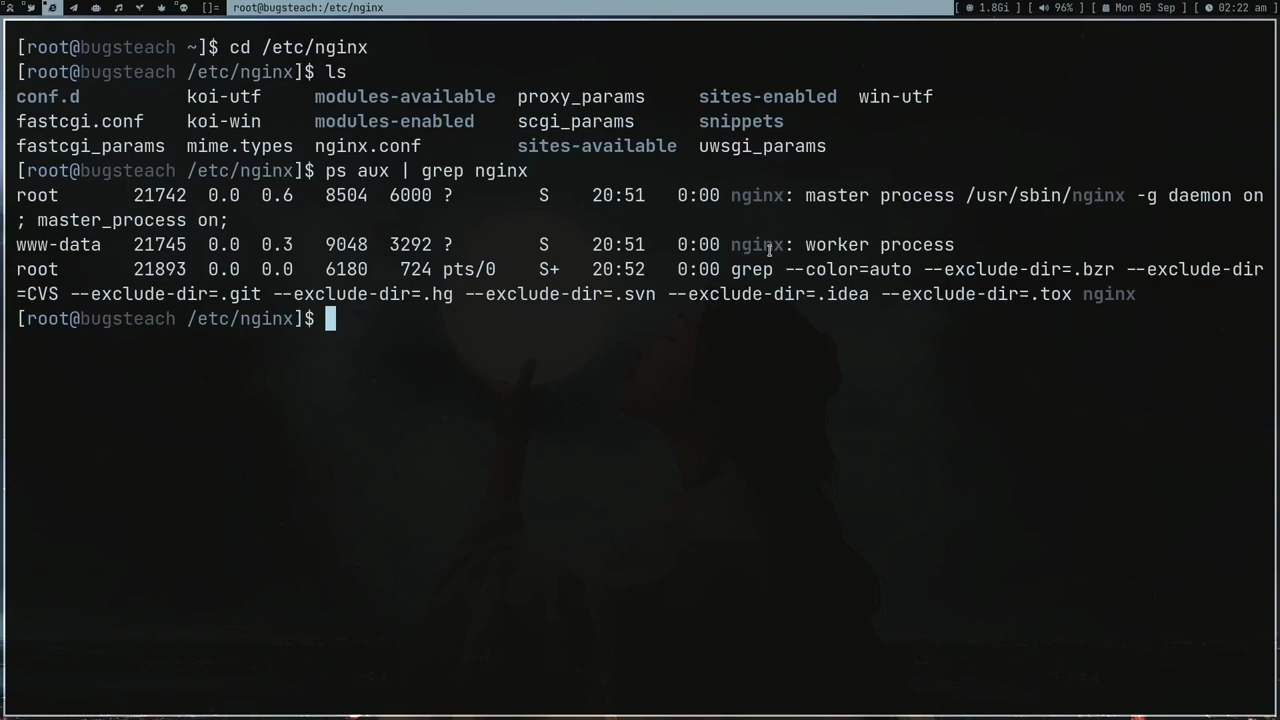 []= root@bugsteach:/etc/nginx [ 1.8Gi ] [ 96% ] [ Mon 05 Sep ] [ 02:22 am ]
[root@bugsteach ~]$ cd /etc/nginx
[root@bugsteach /etc/nginx]$ ls
conf.d koi-utf modules-available proxy_params sites-enabled win-utf
fastcgi.conf koi-win modules-enabled scgi_params snippets
fastcgi_params mime.types nginx.conf sites-available uwsgi_params
[root@bugsteach /etc/nginx]$ ps aux | grep nginx
root 21742 0.0 0.6 8504 6000 ? S 20:51 0:00 nginx: master process /usr/sbin/nginx -g daemon on
; master_process on;
www-data 21745 0.0 0.3 9048 3292 ? S 20:51 0:00 nginx: worker process
root 21893 0.0 0.3 6180 724 pts/0 S+ 20:52 0:00 grep --color=auto --exclude-dir=.bzr --exclude-dir
=CVS --exclude-dir=.git --exclude-dir=.hg --exclude-dir=.svn --exclude-dir=.idea --exclude-dir=.tox nginx
[root@bugsteach /etc/nginx]$